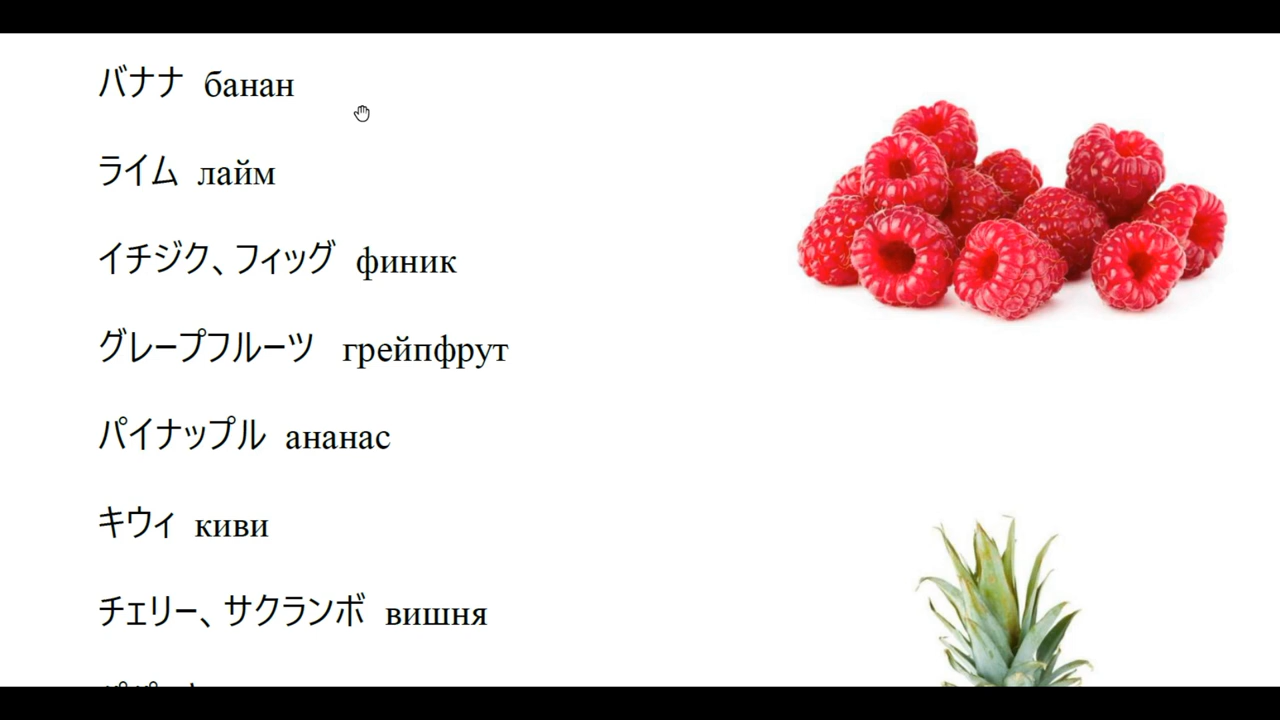 バナナ банан
ライム лайм
イチジク、フィッグ финик
グレープフルーツ грейпфрут
パイナップル ананас
キウィ киви
チェリー、サクランボ вишня